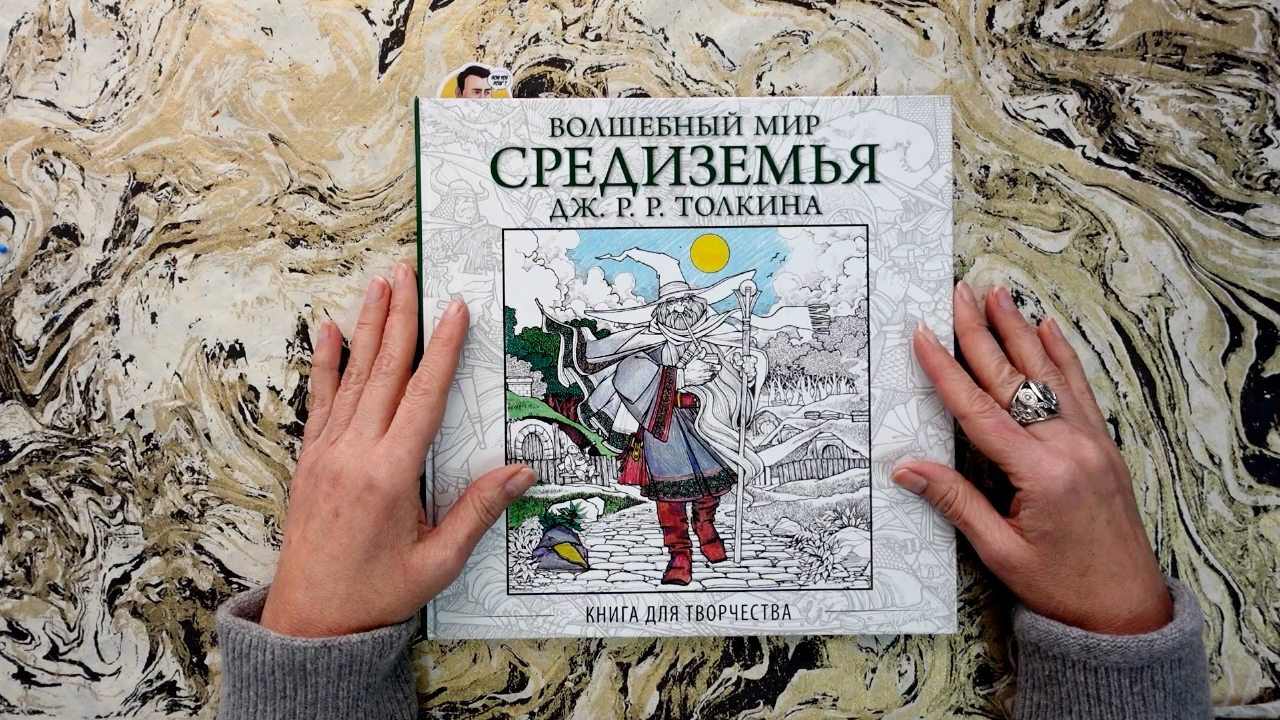 ВОЛШЕБНЫЙ МИР
СРЕДИЗЕМЬЯ
ДЖ. Р. Р. ТОЛКИНА
КНИГА ДЛЯ ТВОРЧЕСТВА